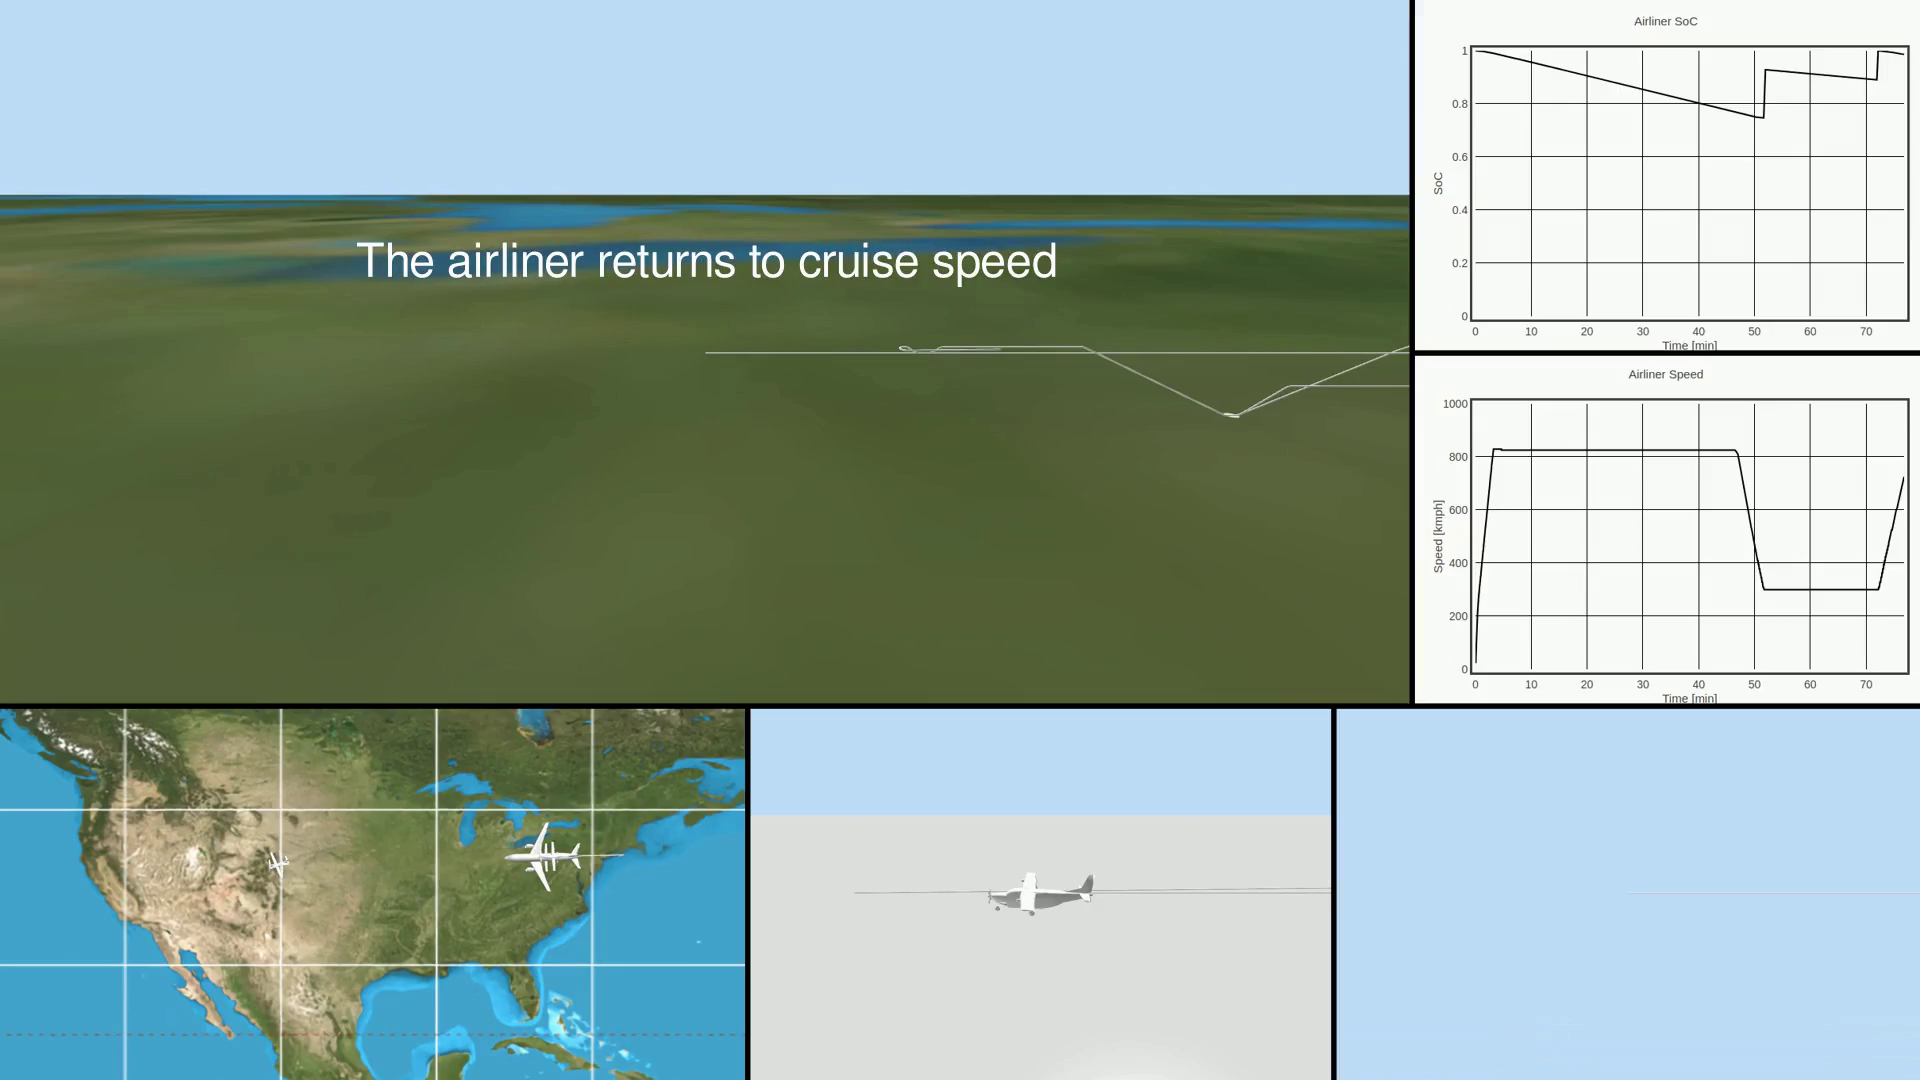 The airliner returns to cruise speed
Airliner SoC
1
0.8
0.6
0.4
0.2
0
SoC
0 10 20 30 40 50 60 70
Time [min]
Airliner Speed
1000
800
600
400
200
0
Speed [kmph]
0 10 20 30 40 50 60 70
Time [min]